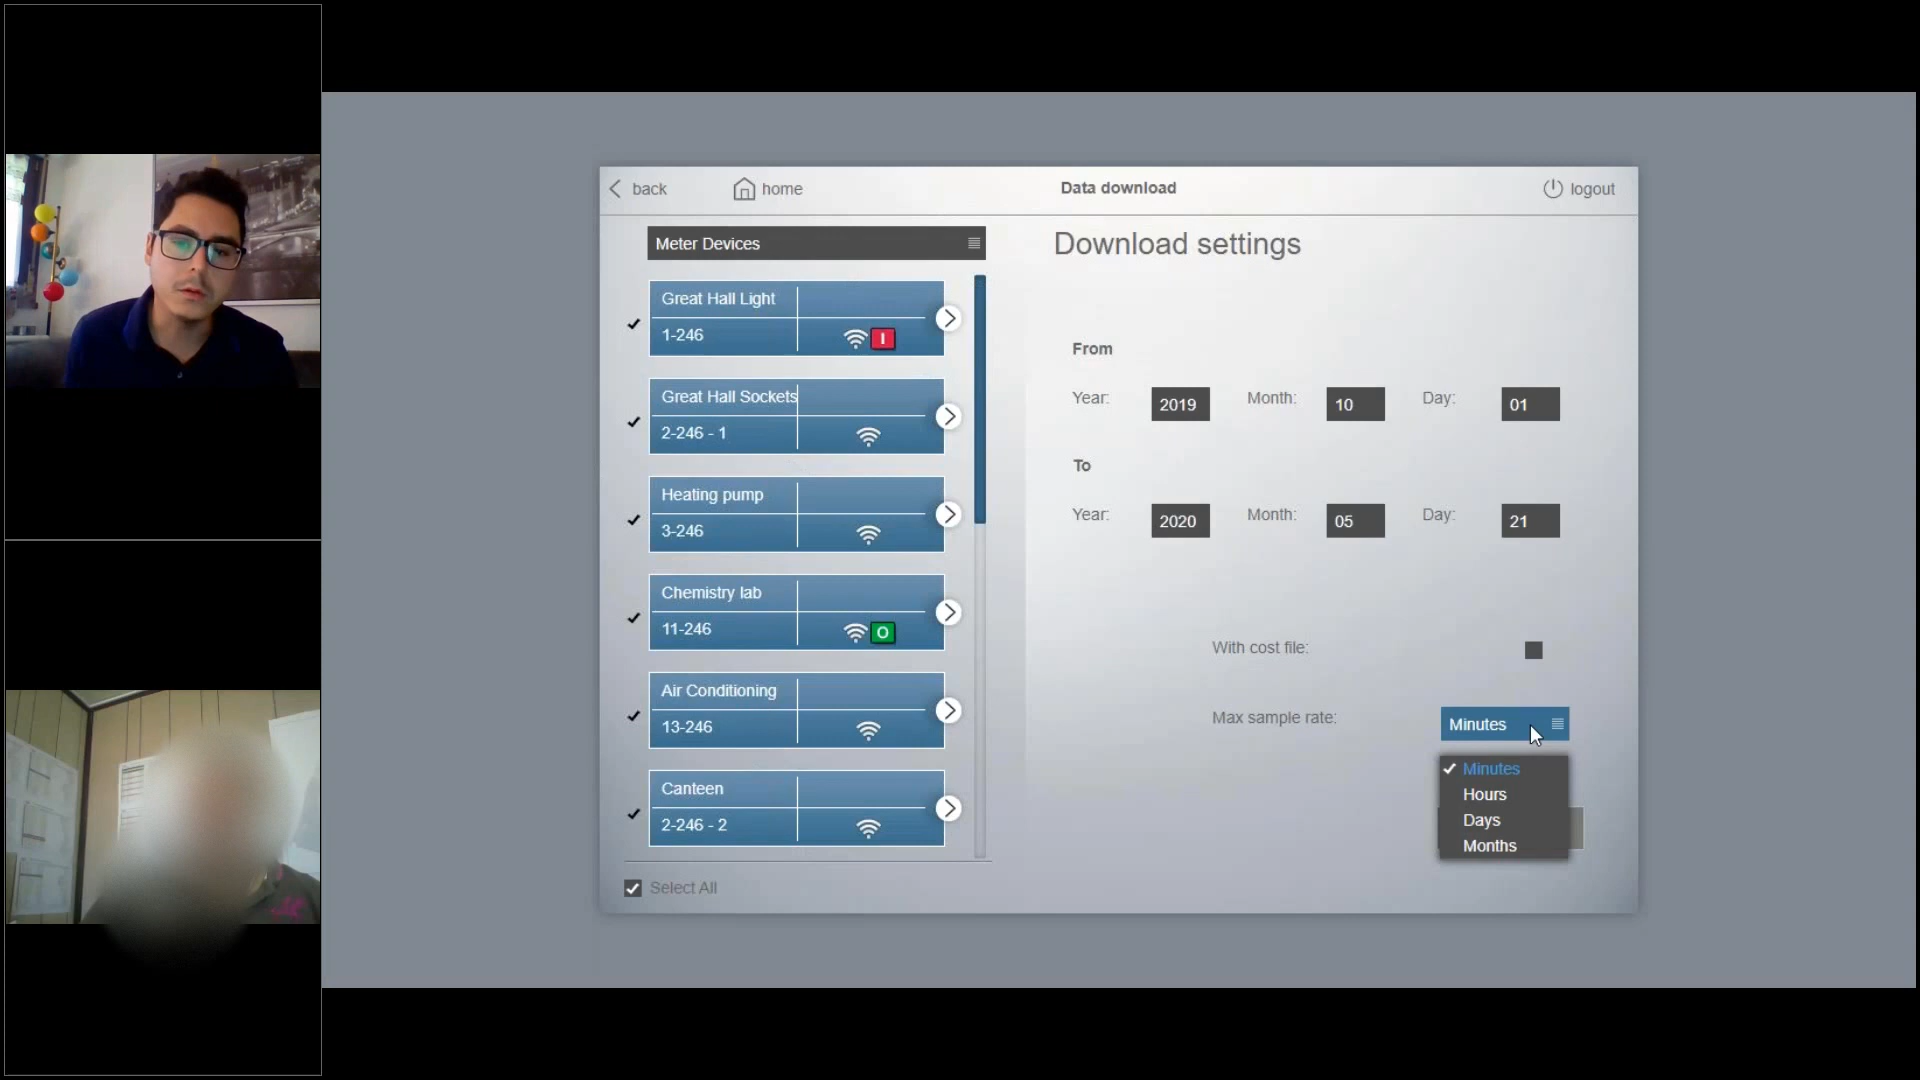 back
home
Data download
logout
Meter Devices
Download settings
Great Hall Light
1-246
I
Great Hall Sockets
2-246 - 1
Heating pump
3-246
Chemistry lab
11-246
O
Air Conditioning
13-246
Canteen
2-246 - 2
Select All
From
Year: 2019 Month: 10 Day: 01
To
Year: 2020 Month: 05 Day: 21
With cost file:
Max sample rate: Minutes
Minutes
Hours
Days
Months